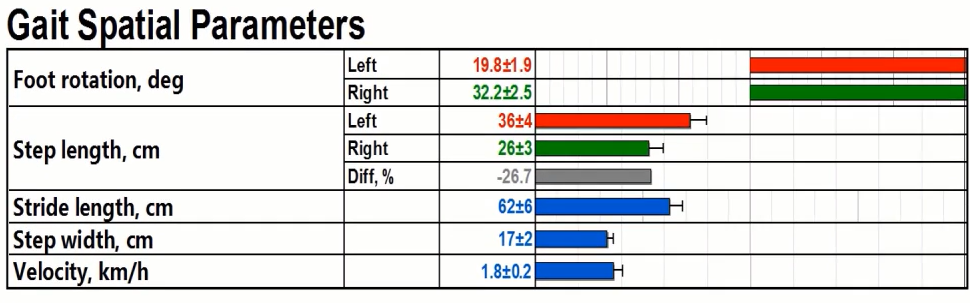 Gait Spatial Parameters
Foot rotation, deg Left 19.8±1.9
Right 32.2±2.5
Step length, cm Left 36±4
Right 26±3
Diff, % -26.7
Stride length, cm 62±6
Step width, cm 17±2
Velocity, km/h 1.8±0.2